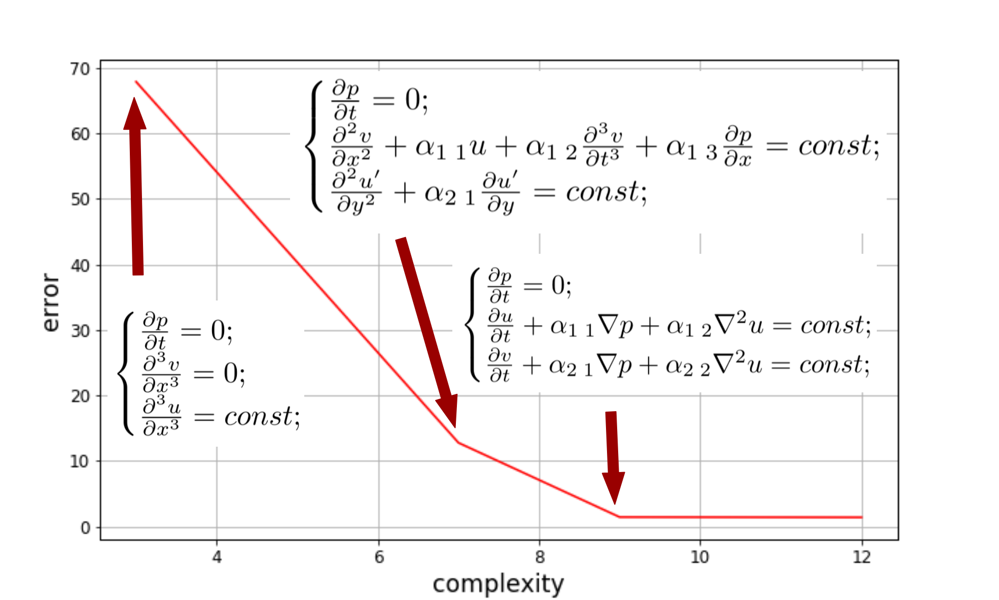 70
60
50
40
30
20
10
0
error
∂p/∂t = 0;
∂²v/∂x² + α₁ ₁u + α₁ ₂ ∂³v/∂t³ + α₁ ₃ ∂p/∂x = const;
∂²u′/∂y² + α₂ ₁ ∂u′/∂y = const;
∂p/∂t = 0;
∂u/∂t + α₁ ₁∇p + α₁ ₂∇²u = const;
∂v/∂t + α₂ ₁∇p + α₂ ₂∇²u = const;
∂p/∂t = 0;
∂³v/∂x³ = 0;
∂³u/∂x³ = const;
4 6 8 10 12
complexity